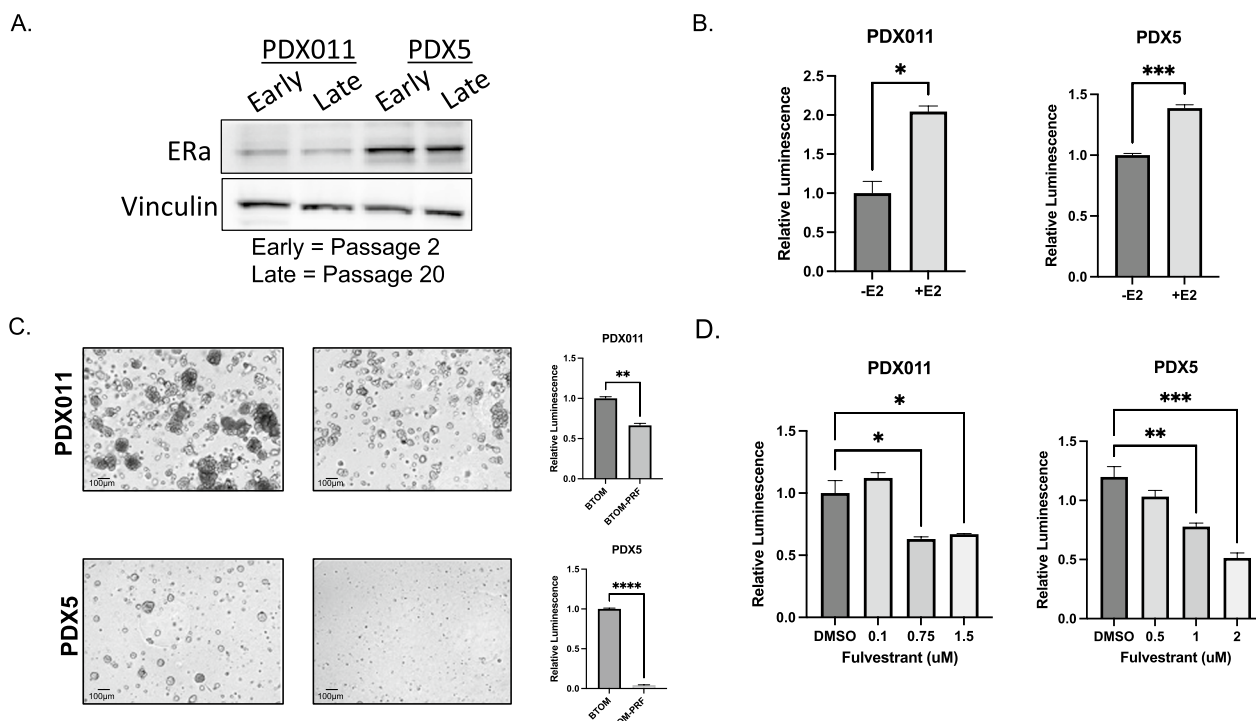 A.
PDX011 PDX5
Early Late Early Late
ERa
Vinculin
Early = Passage 2
Late = Passage 20
B.
PDX011
*
Relative Luminescence
2.5
2.0
1.5
1.0
0.5
0.0
-E2 +E2
PDX5
***
Relative Luminescence
1.5
1.0
0.5
0.0
-E2 +E2
C.
PDX011
100µm
100µm
PDX011
**
Relative Luminescence
1.5
1.0
0.5
0.0
BTOM BTOM-PRF
PDX5
100µm
100µm
PDX5
****
Relative Luminescence
1.5
1.0
0.5
0.0
BTOM
D.
PDX011
*
*
Relative Luminescence
1.5
1.0
0.5
0.0
DMSO 0.1 0.75 1.5
Fulvestrant (uM)
PDX5
***
**
Relative Luminescence
1.5
1.0
0.5
0.0
DMSO 0.5 1 2
Fulvestrant (uM)